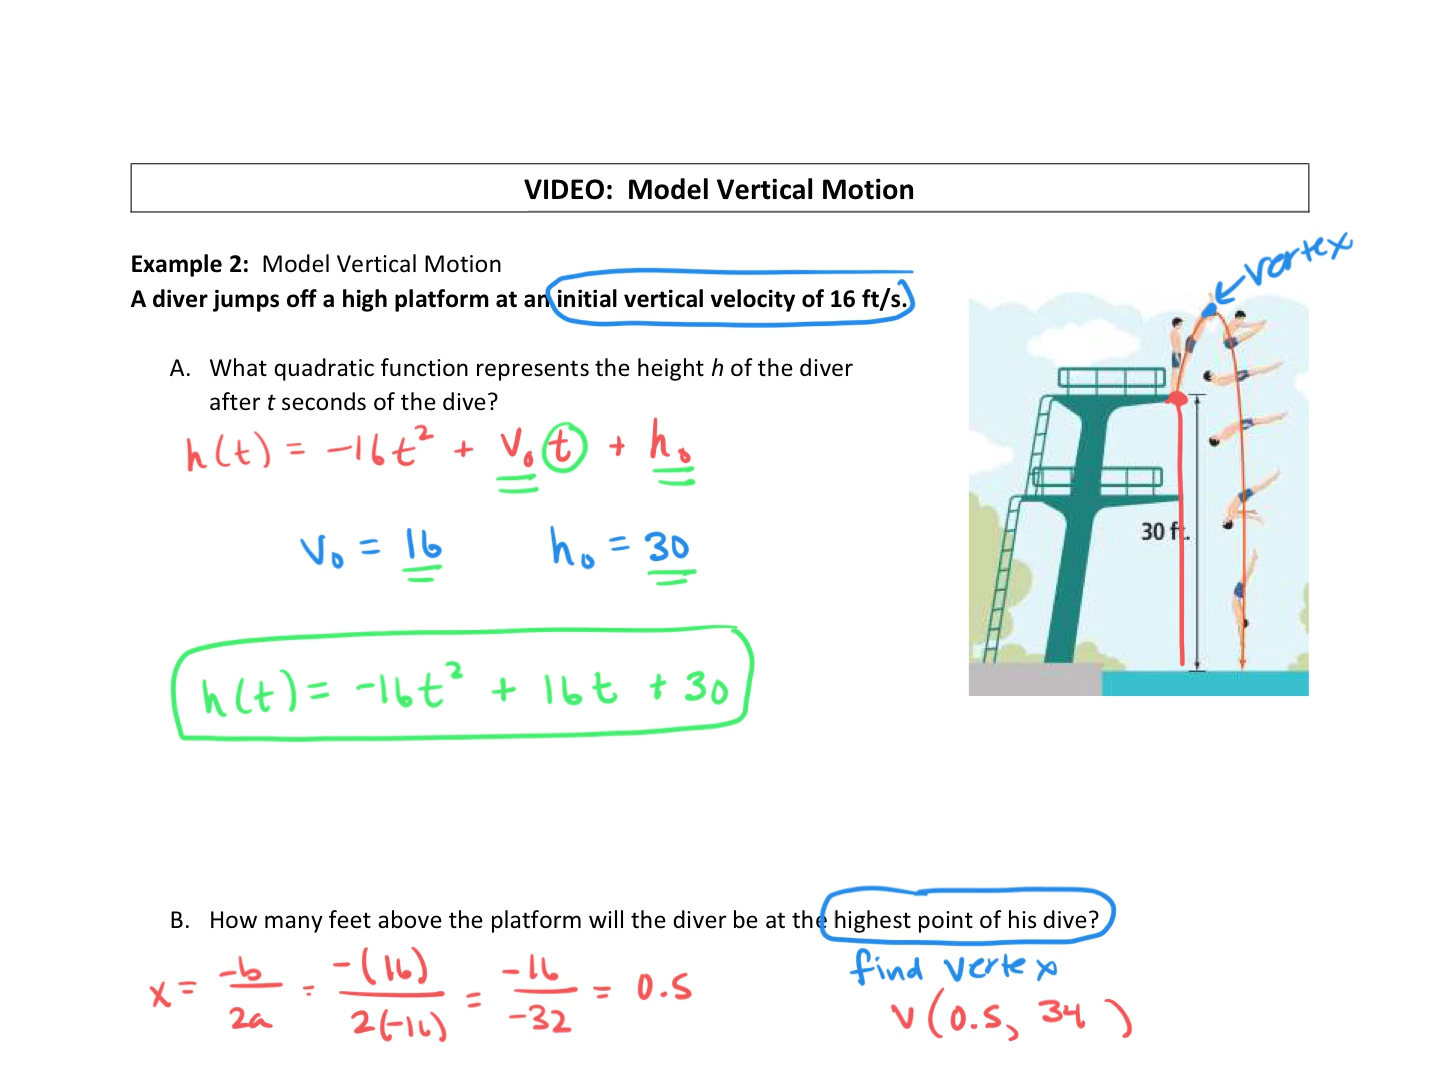 VIDEO: Model Vertical Motion
Example 2: Model Vertical Motion
A diver jumps off a high platform at an initial vertical velocity of 16 ft/s.
vertex
A. What quadratic function represents the height h of the diver
after t seconds of the dive?
h(t) = -16t² + v₀t + h₀
v₀ = 16 h₀ = 30
30 ft.
h(t) = -16t² + 16t + 30
B. How many feet above the platform will the diver be at the highest point of his dive?
find vertex
x = -b/2a = -(16)/2(-16) = -16/-32 = 0.5
V(0.5, 34)